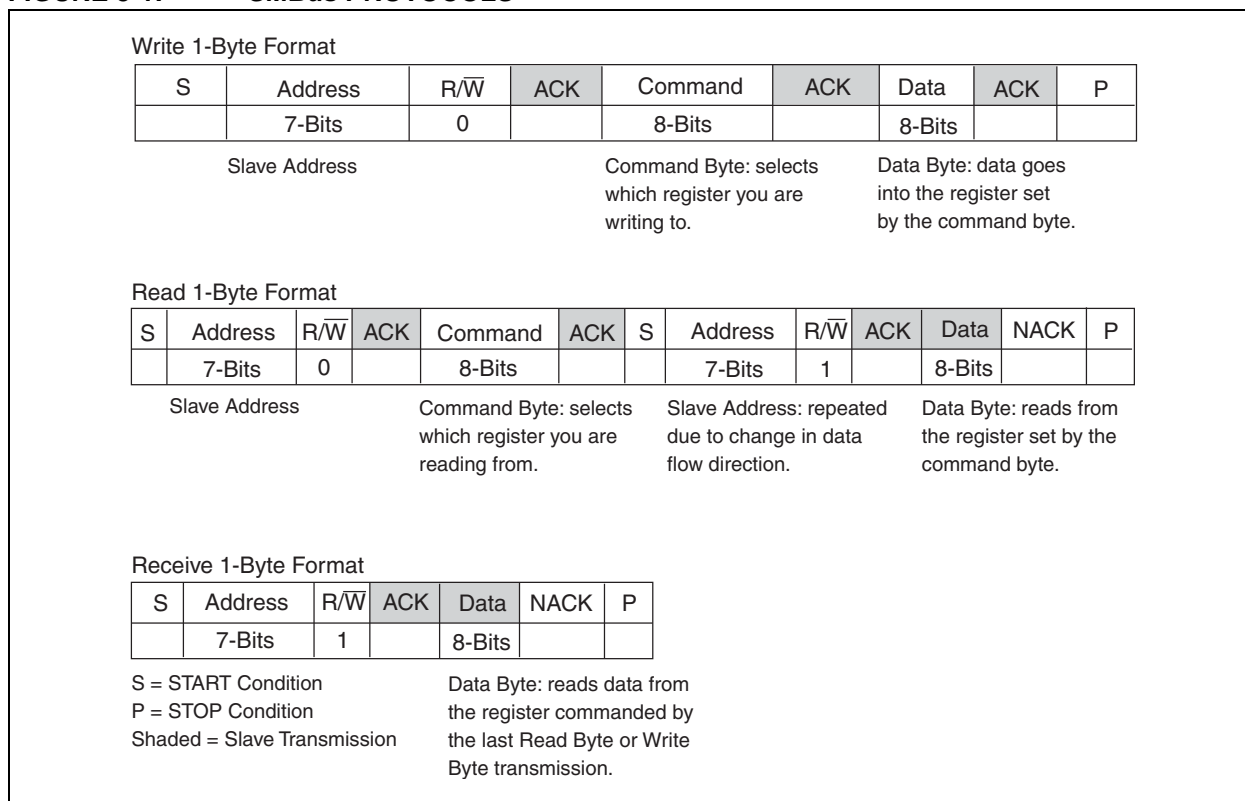 Write 1-Byte Format
S Address R/W̅ ACK Command ACK Data ACK P
7-Bits 0 8-Bits 8-Bits
Slave Address
Command Byte: selects
which register you are
writing to.
Data Byte: data goes
into the register set
by the command byte.
Read 1-Byte Format
S Address R/W̅ ACK Command ACK S Address R/W̅ ACK Data NACK P
7-Bits 0 8-Bits 7-Bits 1 8-Bits
Slave Address
Command Byte: selects
which register you are
reading from.
Slave Address: repeated
due to change in data
flow direction.
Data Byte: reads from
the register set by the
command byte.
Receive 1-Byte Format
S Address R/W̅ ACK Data NACK P
7-Bits 1 8-Bits
S = START Condition
P = STOP Condition
Shaded = Slave Transmission
Data Byte: reads data from
the register commanded by
the last Read Byte or Write
Byte transmission.